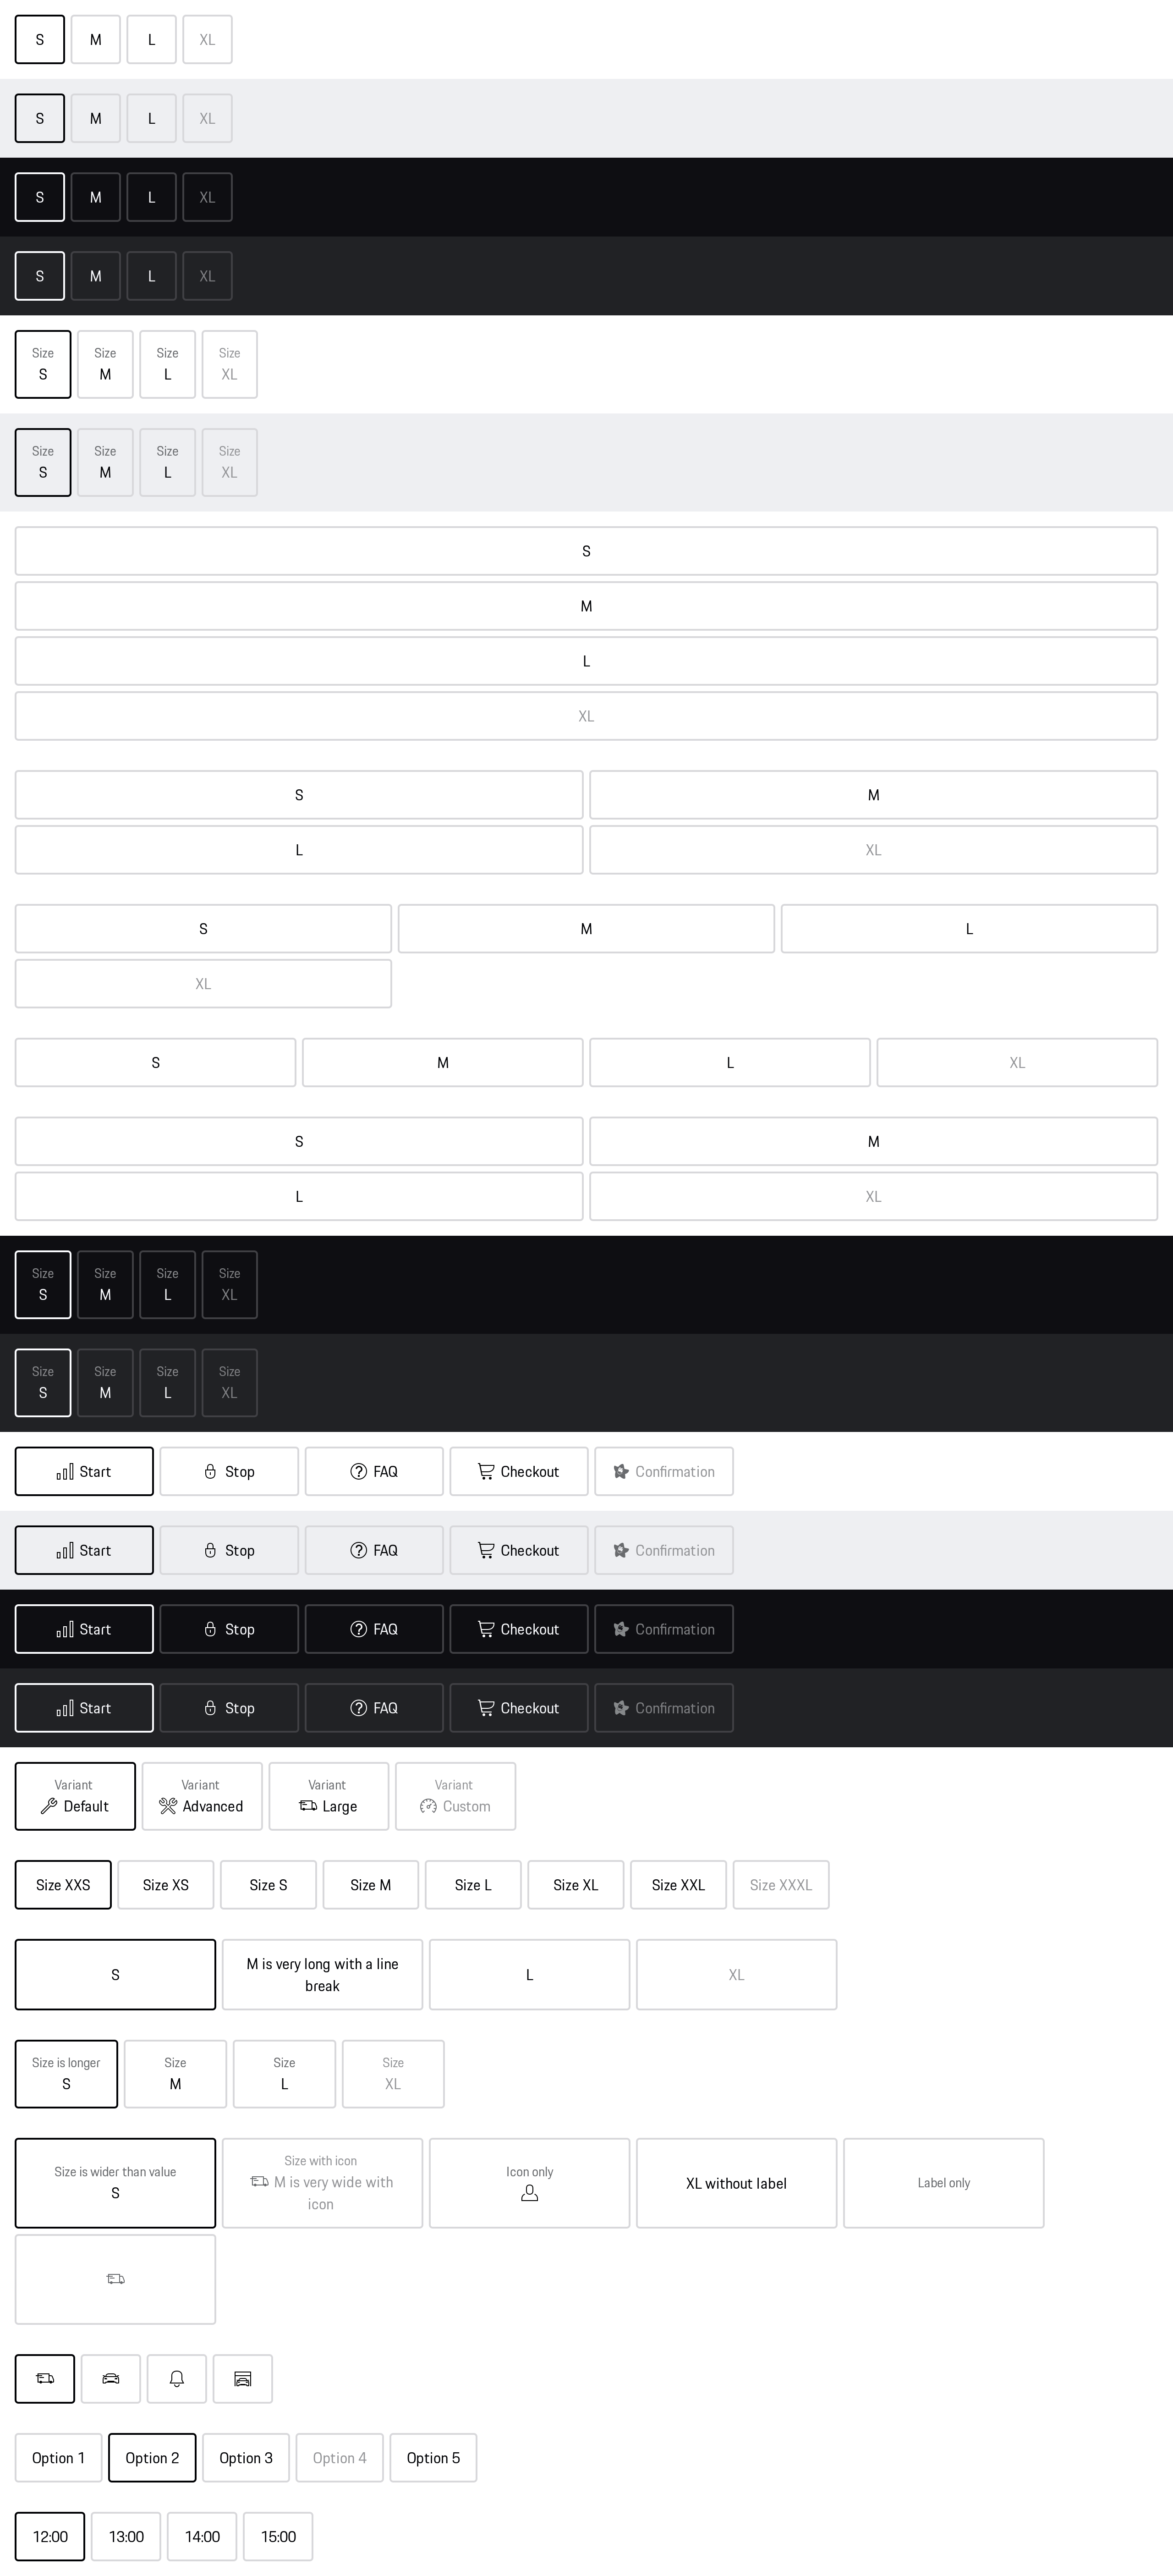 S M L XL
S M L XL
S M L XL
S M L XL
Size Size Size Size
S M L XL
Size Size Size Size
S M L XL
S
M
L
XL
S M
L XL
S M L
XL
S M L XL
S M
L XL
Size Size Size Size
S M L XL
Size Size Size Size
S M L XL
Start Stop FAQ Checkout Confirmation
Start Stop FAQ Checkout Confirmation
Start Stop FAQ Checkout Confirmation
Start Stop FAQ Checkout Confirmation
Variant Variant Variant Variant
Default Advanced Large Custom
Size XXS Size XS Size S Size M Size L Size XL Size XXL Size XXXL
S M is very long with a line L XL
break
Size is longer Size Size Size
S M L XL
Size is wider than value
S
Size with icon
M is very wide with
icon
Icon only
XL without label
Label only
Option 1 Option 2 Option 3 Option 4 Option 5
12:00 13:00 14:00 15:00